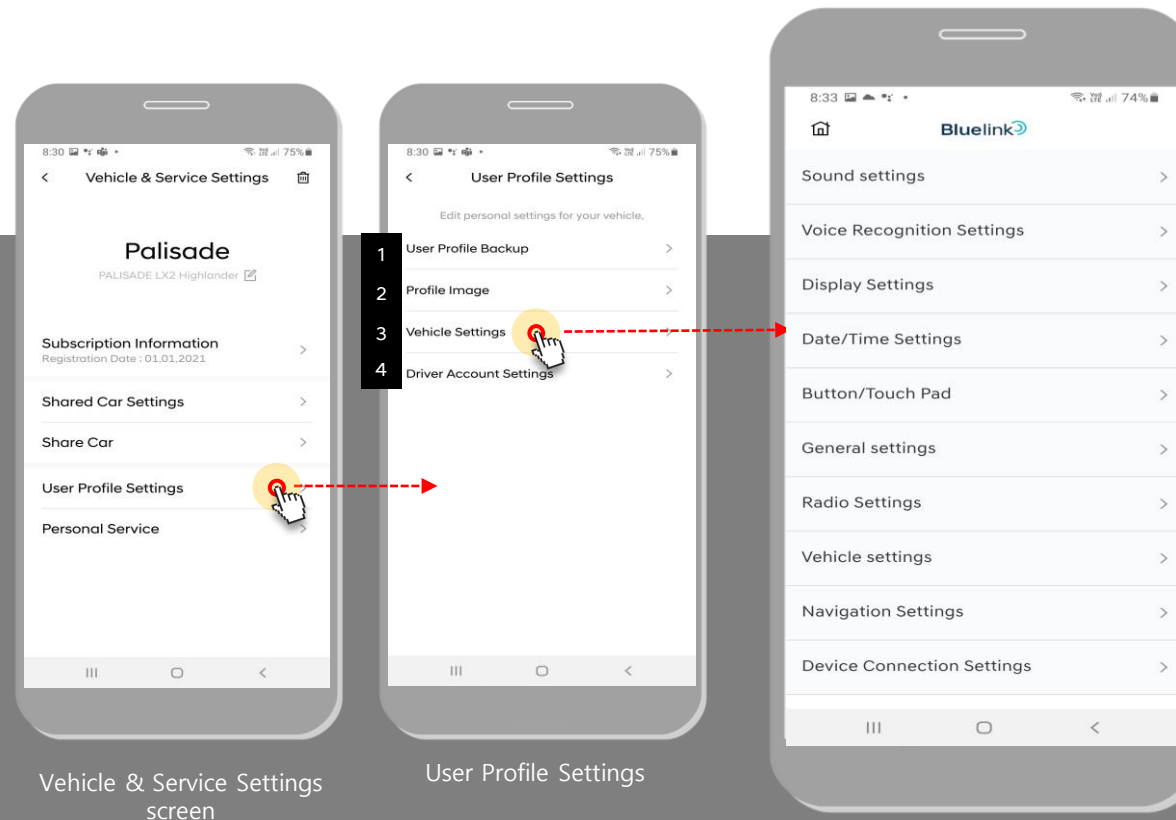 8:30
75%
Vehicle & Service Settings
Palisade
PALISADE LX2 Highlander
Subscription Information
Registration Date : 01.01.2021
Shared Car Settings
Share Car
User Profile Settings
Personal Service
Vehicle & Service Settings
screen
8:30
75%
User Profile Settings
Edit personal settings for your vehicle.
1 User Profile Backup
2 Profile Image
3 Vehicle Settings
4 Driver Account Settings
User Profile Settings
8:33
74%
Bluelink
Sound settings
Voice Recognition Settings
Display Settings
Date/Time Settings
Button/Touch Pad
General settings
Radio Settings
Vehicle settings
Navigation Settings
Device Connection Settings